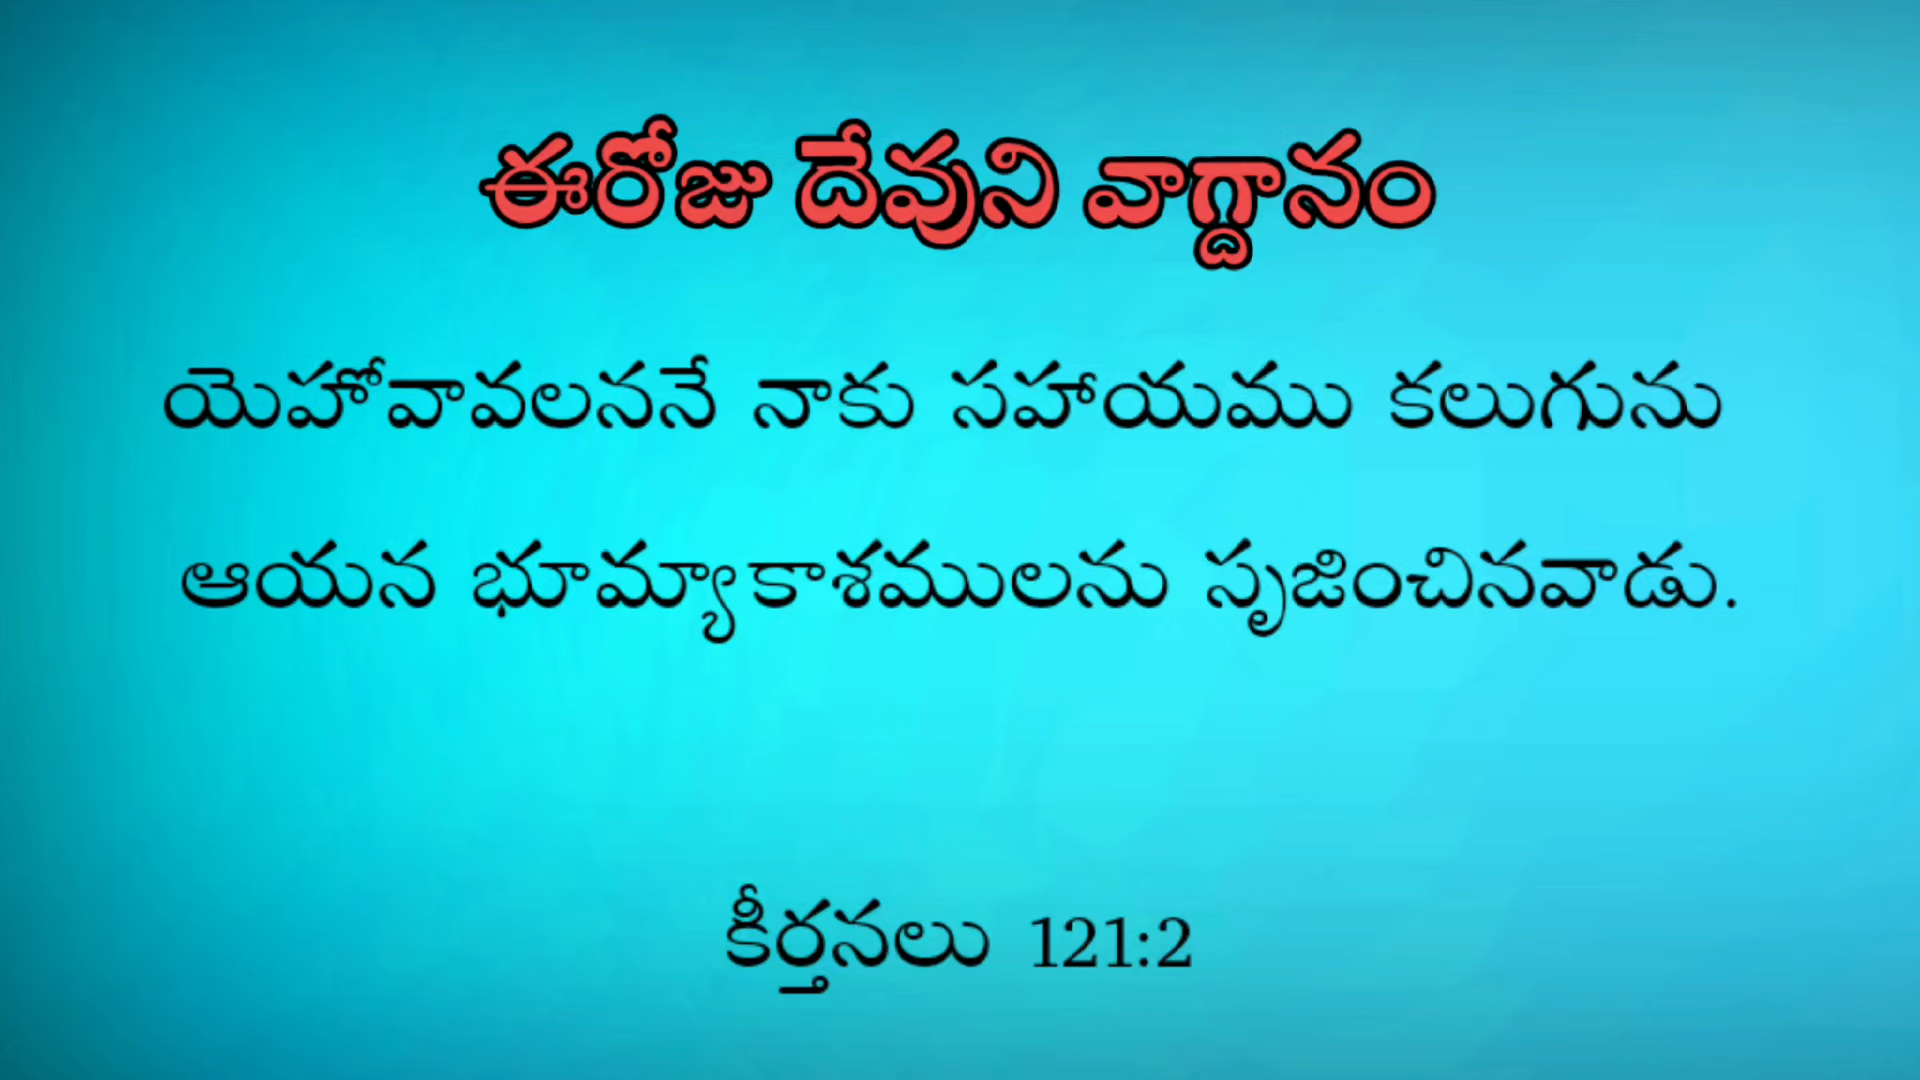 ఈరోజు దేవుని వాగ్దానం
యెహోవావలననే నాకు సహాయము కలుగును
ఆయన భూమ్యాకాశములను సృజించినవాడు.
కీర్తనలు 121:2